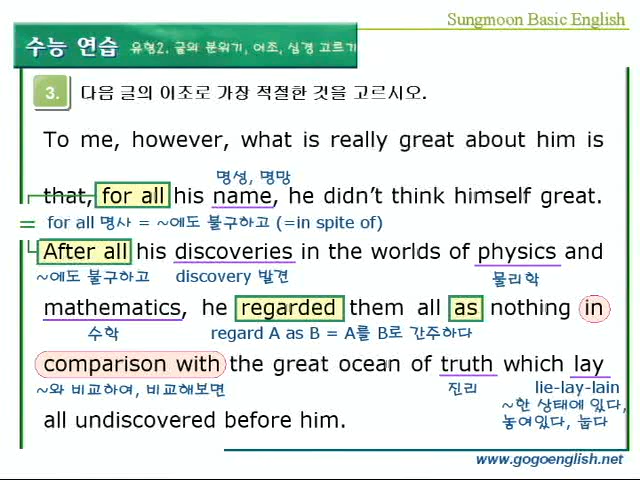 Sungmoon Basic English
수능 연습 유형2. 글의 분위기, 어조, 심경 고르기
3. 다음 글의 어조로 가장 적절한 것을 고르시오.
To me, however, what is really great about him is
명성, 명망
that, for all his name, he didn't think himself great.
= for all 명사 = ~에도 불구하고 (=in spite of)
After all his discoveries in the worlds of physics and
~에도 불구하고 discovery 발견 물리학
mathematics, he regarded them all as nothing in
수학 regard A as B = A를 B로 간주하다
comparison with the great ocean of truth which lay
~와 비교하여, 비교해보면 진리 lie-lay-lain
~한 상태에 있다,
all undiscovered before him. 놓여있다, 눕다
www.gogoenglish.net